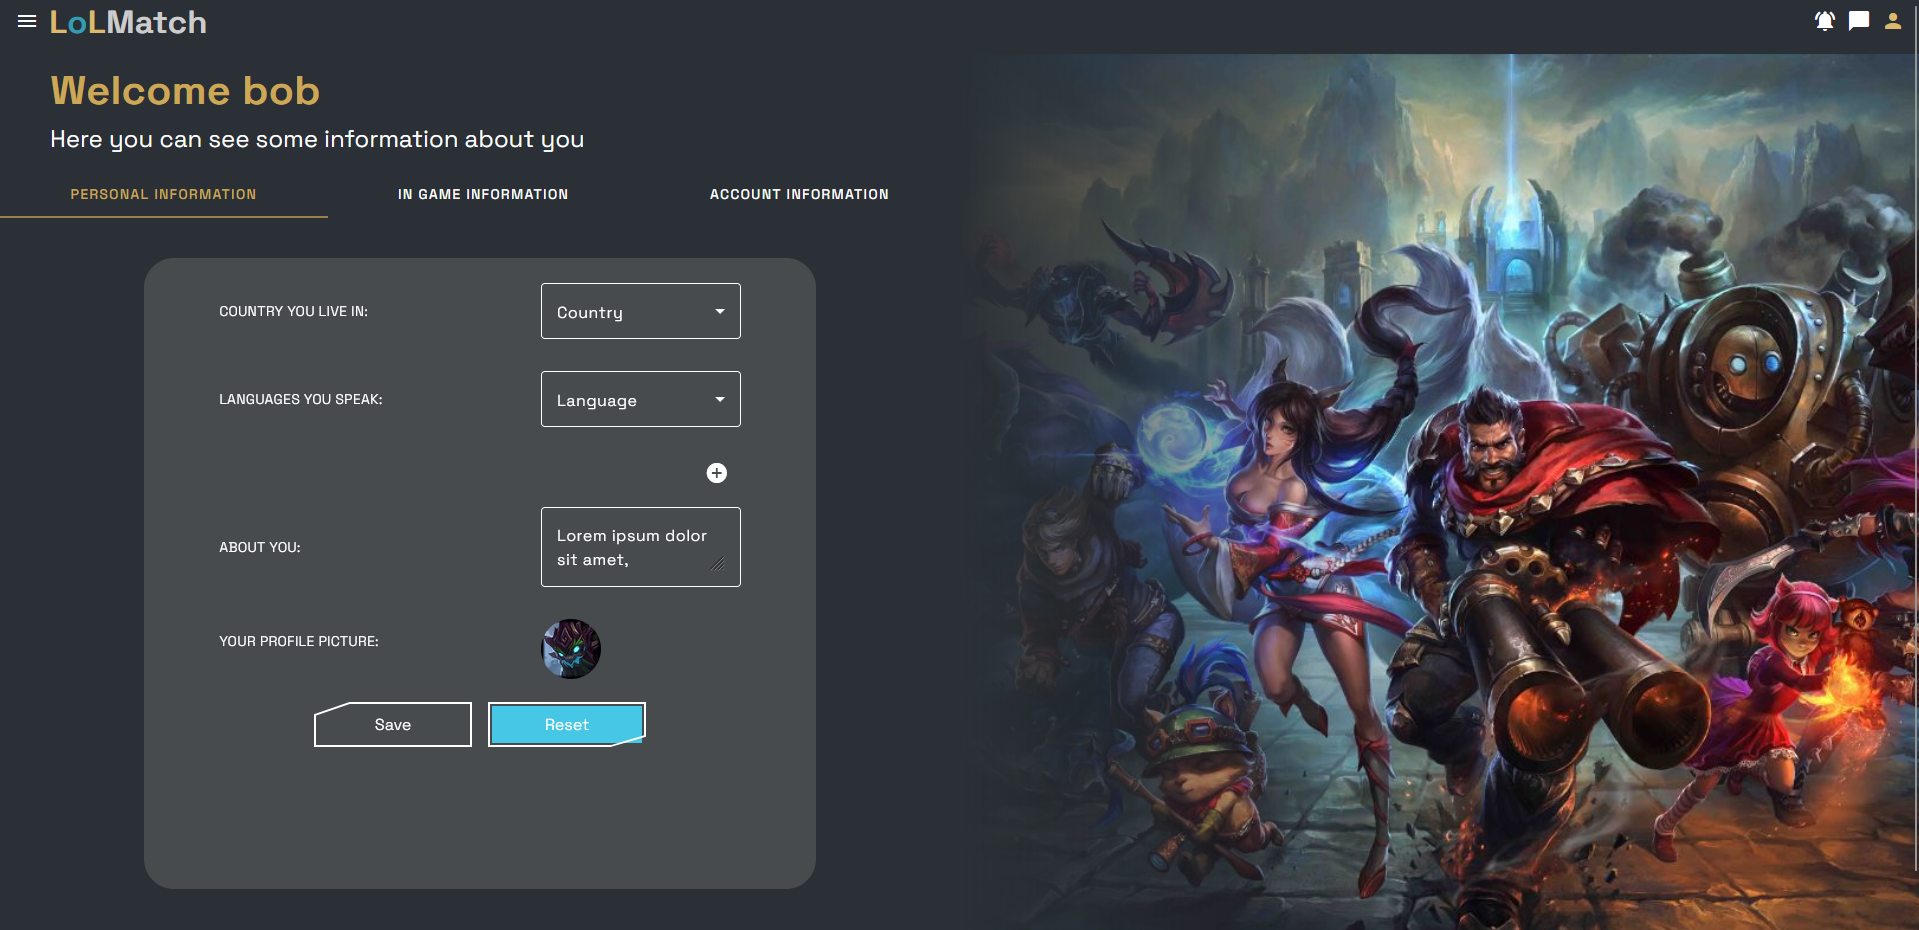 LoLMatch
Welcome bob
Here you can see some information about you
PERSONAL INFORMATION
IN GAME INFORMATION
ACCOUNT INFORMATION
COUNTRY YOU LIVE IN:
Country
LANGUAGES YOU SPEAK:
Language
ABOUT YOU:
Lorem ipsum dolor
sit amet,
YOUR PROFILE PICTURE:
Save
Reset